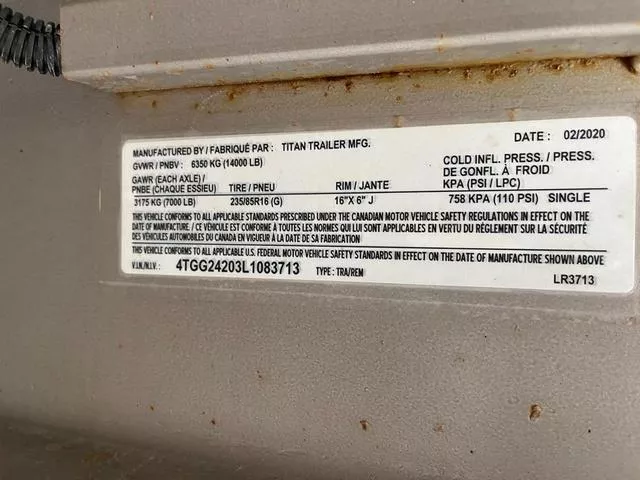 MANUFACTURED BY / FABRIQUÉ PAR : TITAN TRAILER MFG. DATE : 02/2020
GVWR / PNBV : 6350 KG (14000 LB)
GAWR (EACH AXLE) / PNBE (CHAQUE ESSIEU) TIRE / PNEU RIM / JANTE COLD INFL. PRESS. / PRESS. DE GONFL. À FROID KPA (PSI / LPC)
3175 KG (7000 LB) 235/85R16 (G) 16"X 6" J 758 KPA (110 PSI) SINGLE
THIS VEHICLE CONFORMS TO ALL APPLICABLE STANDARDS PRESCRIBED UNDER THE CANADIAN MOTOR VEHICLE SAFETY REGULATIONS IN EFFECT ON THE
DATE OF MANUFACTURE. / CE VÉHICULE EST CONFORME À TOUTES LES NORMES QUI LUI SONT APPLICABLES EN VERTU DU RÈGLEMENT SUR LA SÉCURITÉ
DES VÉHICULES AUTOMOBILES DU CANADA EN VIGUEUR À LA DATE DE SA FABRICATION
THIS VEHICLE CONFORMS TO ALL APPLICABLE U.S. FEDERAL MOTOR VEHICLE SAFETY STANDARDS IN EFFECT ON THE DATE OF MANUFACTURE SHOWN ABOVE
V.I.N./N.I.V. : 4TGG24203L1083713 TYPE : TRA/REM LR3713